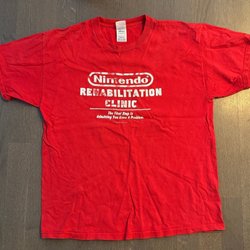 Nintendo
REHABILITATION
CLINIC
The First Step is
Admitting You Have A Problem.